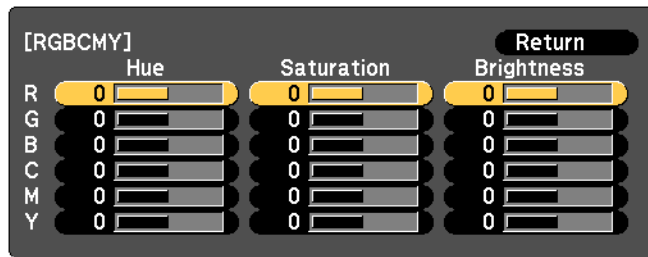 [RGBCMY] Return
Hue Saturation Brightness
R 0 0 0
G 0 0 0
B 0 0 0
C 0 0 0
M 0 0 0
Y 0 0 0